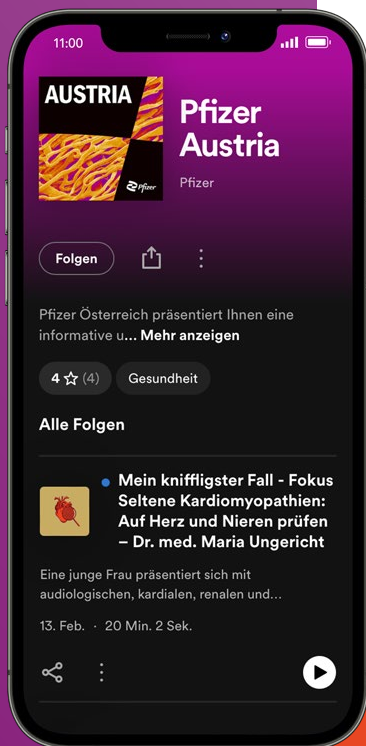 11:00
AUSTRIA
Pfizer
Pfizer
Austria
Pfizer
Folgen
Pfizer Österreich präsentiert Ihnen eine
informative u... Mehr anzeigen
4 (4)
Gesundheit
Alle Folgen
Mein kniffligster Fall - Fokus
Seltene Kardiomyopathien:
Auf Herz und Nieren prüfen
– Dr. med. Maria Ungericht
Eine junge Frau präsentiert sich mit
audiologischen, kardialen, renalen und...
13. Feb. · 20 Min. 2 Sek.